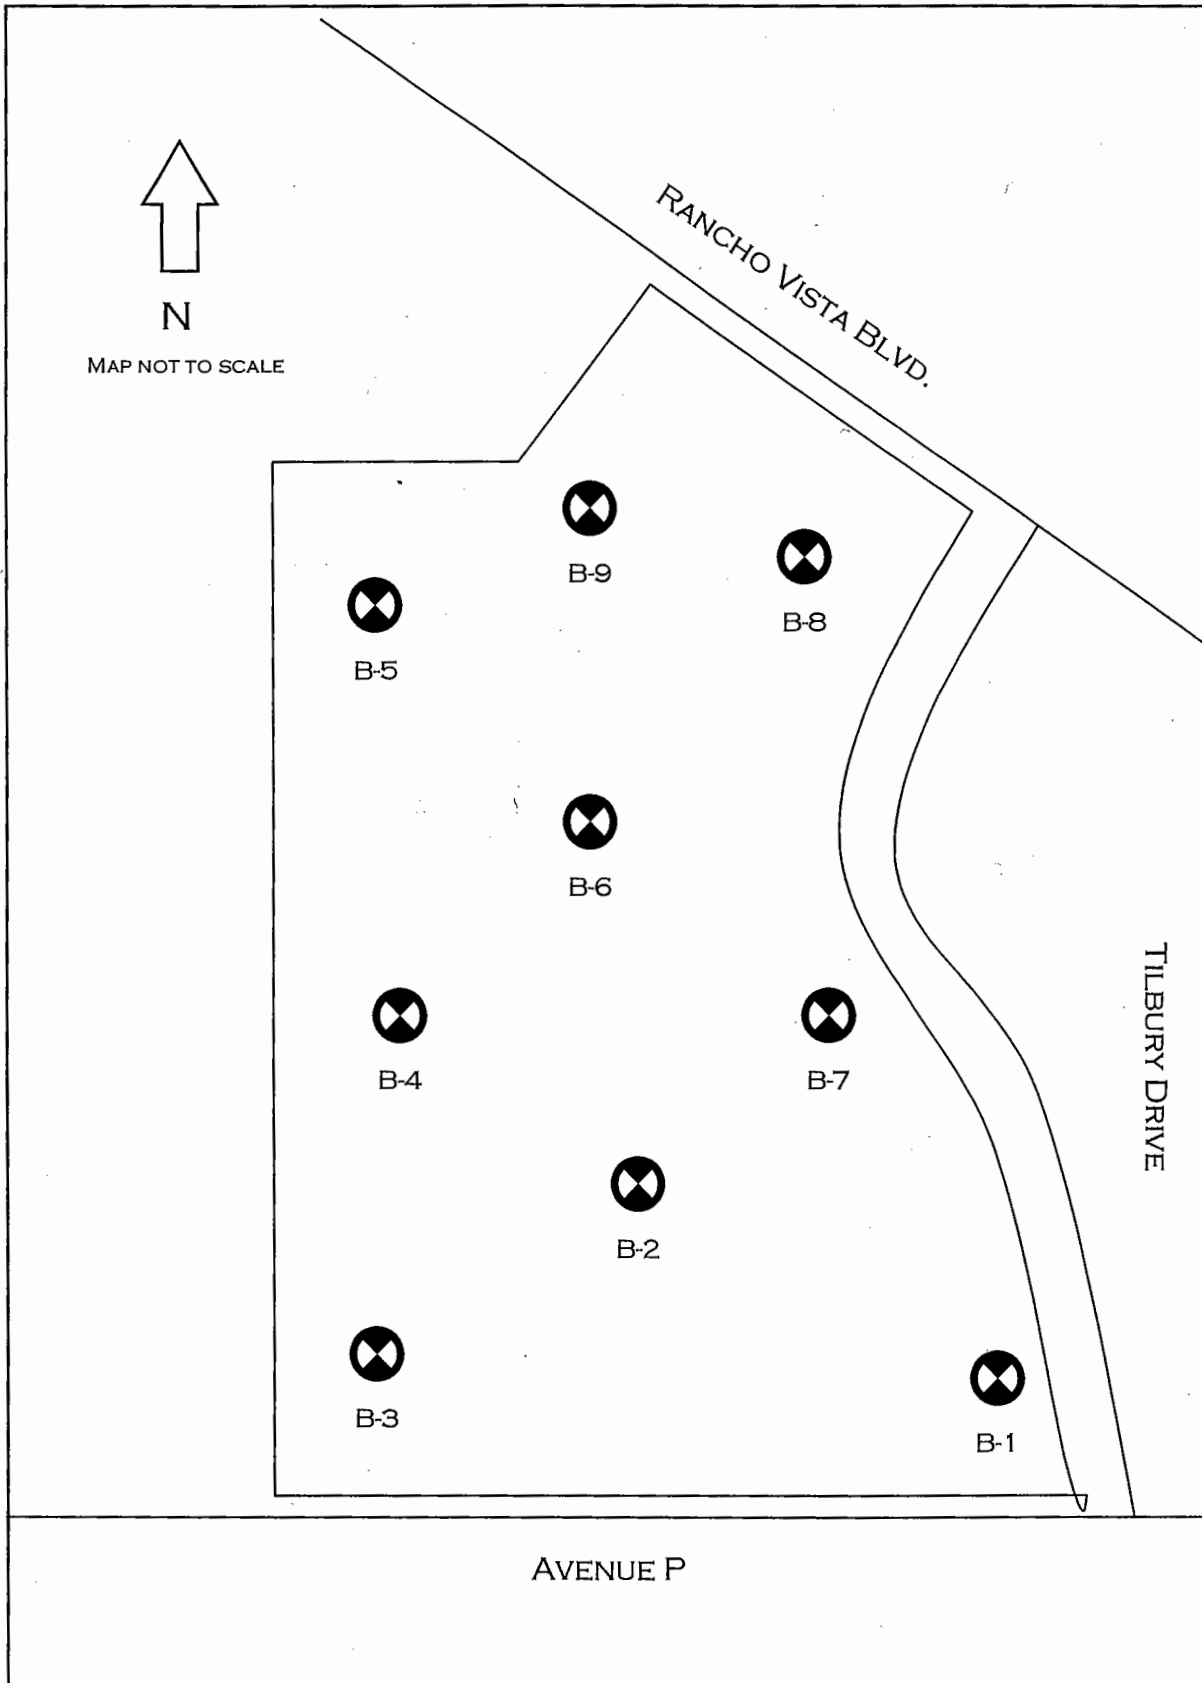 RANCHO VISTA BLVD.
N
MAP NOT TO SCALE
B-9
B-8
B-5
B-6
TILBURY DRIVE
B-4
B-7
B-2
B-3
B-1
AVENUE P